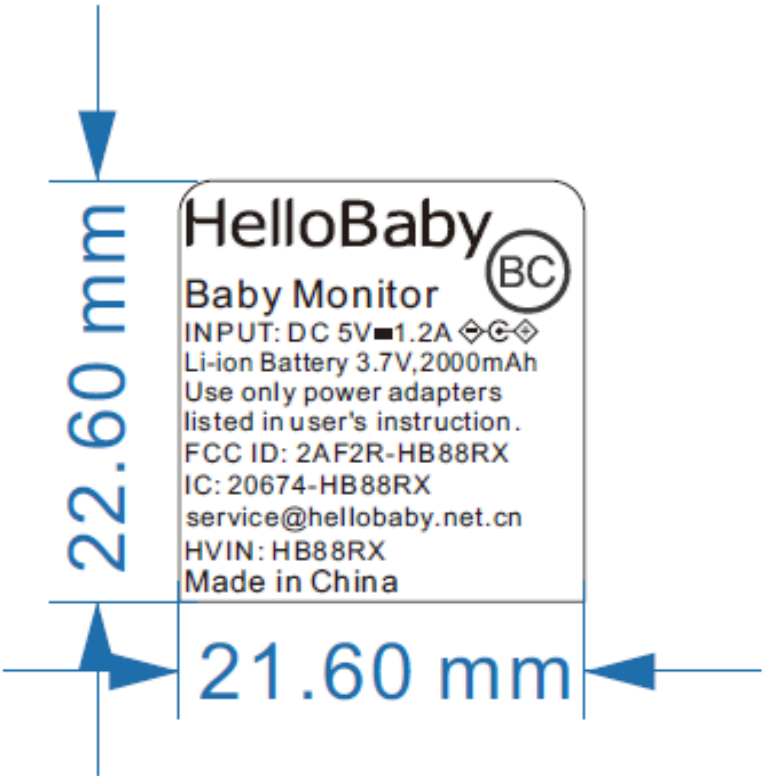 HelloBaby
BC
Baby Monitor
INPUT: DC 5V⎓1.2A
Li-ion Battery 3.7V,2000mAh
Use only power adapters
listed in user's instruction.
FCC ID: 2AF2R-HB88RX
IC: 20674-HB88RX
service@hellobaby.net.cn
HVIN: HB88RX
Made in China
22.60 mm
21.60 mm